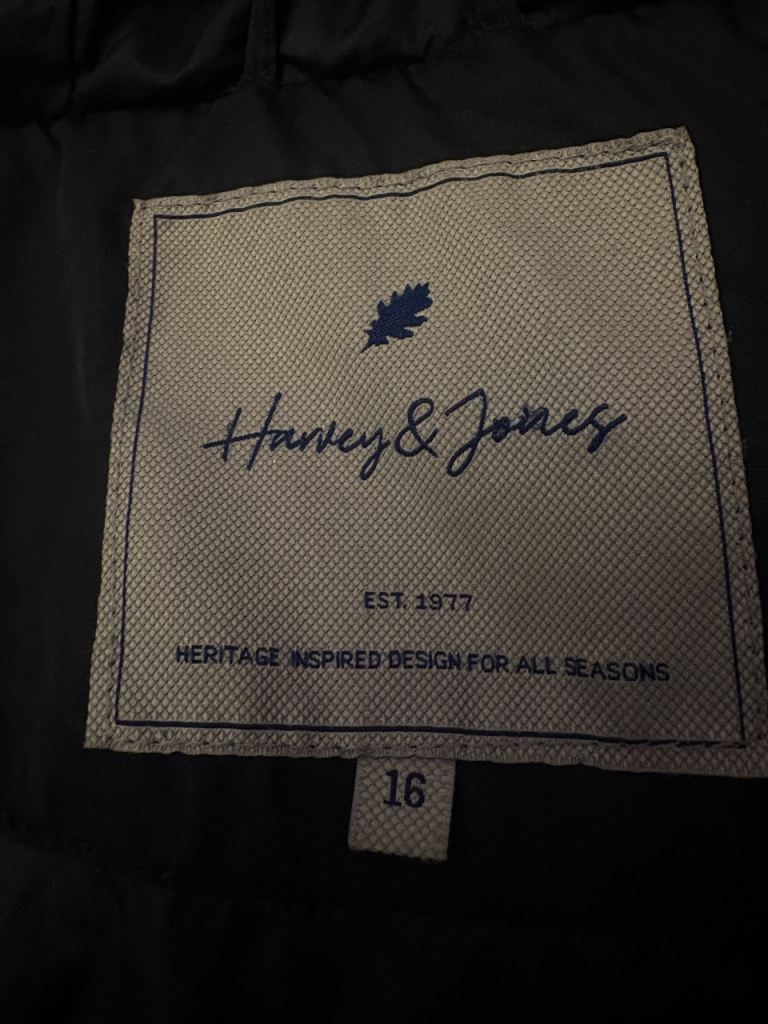 Harvey & Jones
EST. 1977
HERITAGE INSPIRED DESIGN FOR ALL SEASONS
16